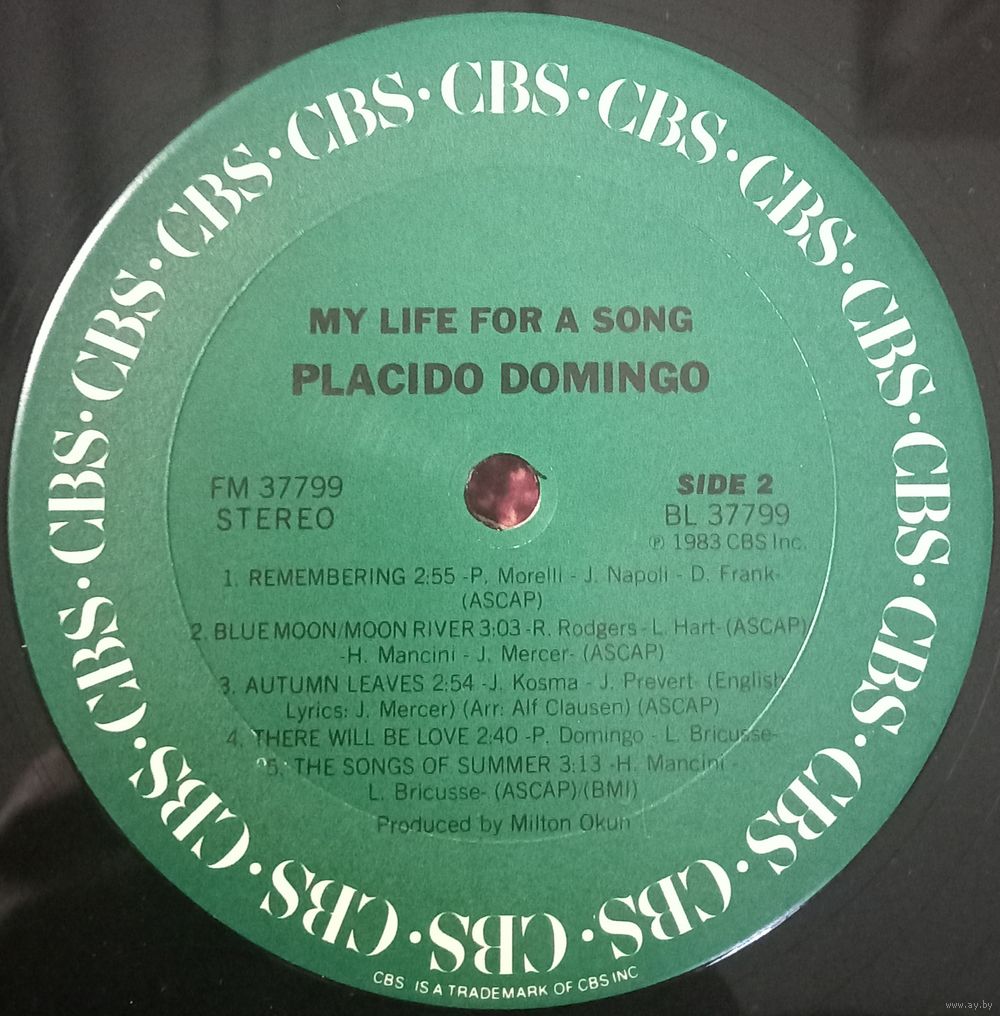 CBS · CBS · CBS · CBS · CBS · CBS · CBS · CBS · CBS · CBS · CBS · CBS · CBS · CBS · CBS · CBS ·
MY LIFE FOR A SONG
PLACIDO DOMINGO
FM 37799
STEREO
SIDE 2
BL 37799
℗ 1983 CBS Inc.
1. REMEMBERING 2:55 -P. Morelli - J. Napoli - D. Frank-
(ASCAP)
2. BLUE MOON/MOON RIVER 3:03 -R. Rodgers - L. Hart- (ASCAP)
-H. Mancini - J. Mercer- (ASCAP)
3. AUTUMN LEAVES 2:54 -J. Kosma - J. Prevert- (English
Lyrics: J. Mercer) (Arr: Alf Clausen) (ASCAP)
4. THERE WILL BE LOVE 2:40 -P. Domingo - L. Bricusse-
5. THE SONGS OF SUMMER 3:13 -H. Mancini -
L. Bricusse- (ASCAP)/(BMI)
Produced by Milton Okun
CBS IS A TRADEMARK OF CBS INC
www.ay.by